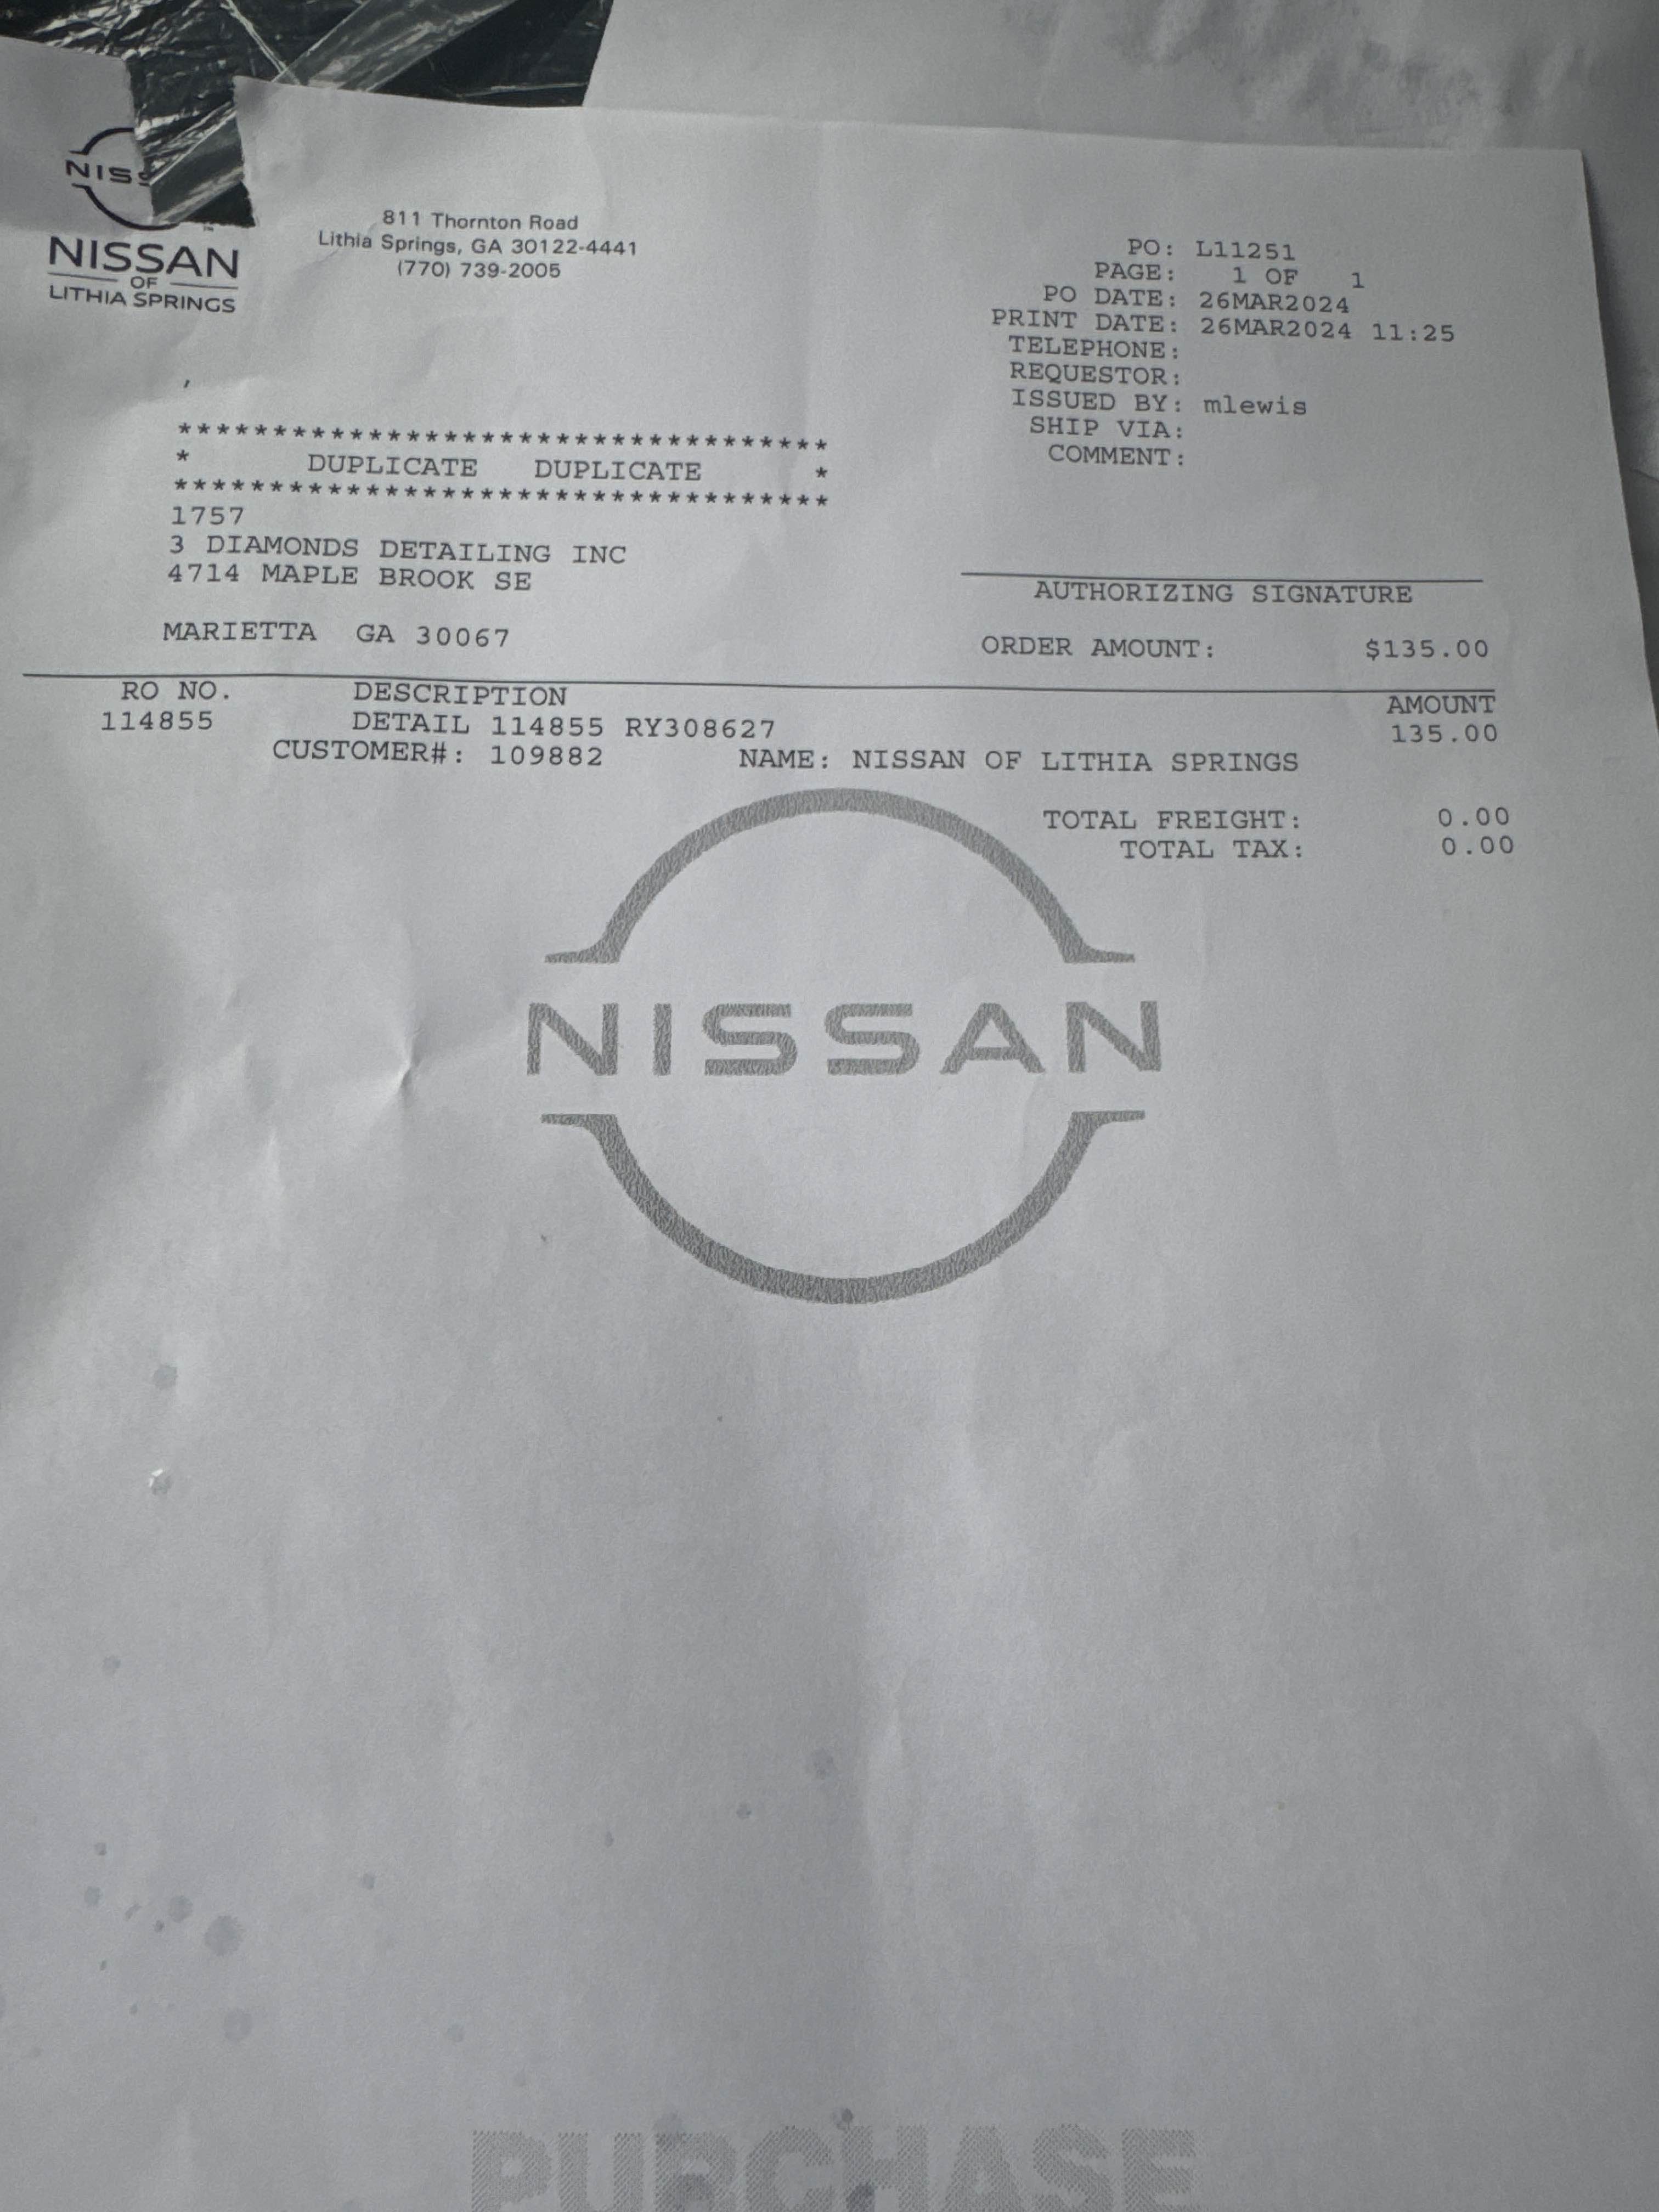 NISS
NISSAN
OF
LITHIA SPRINGS
811 Thornton Road
Lithia Springs, GA 30122-4441
(770) 739-2005
PO: L11251
PAGE: 1 OF 1
PO DATE: 26MAR2024
PRINT DATE: 26MAR2024 11:25
TELEPHONE:
REQUESTOR:
ISSUED BY: mlewis
SHIP VIA:
COMMENT:
,
***********************************
* DUPLICATE DUPLICATE *
***********************************
1757
3 DIAMONDS DETAILING INC
4714 MAPLE BROOK SE
MARIETTA GA 30067
AUTHORIZING SIGNATURE
ORDER AMOUNT: $135.00
RO NO. DESCRIPTION AMOUNT
114855 DETAIL 114855 RY308627 135.00
CUSTOMER#: 109882 NAME: NISSAN OF LITHIA SPRINGS
TOTAL FREIGHT: 0.00
TOTAL TAX: 0.00
NISSAN
PURCHASE